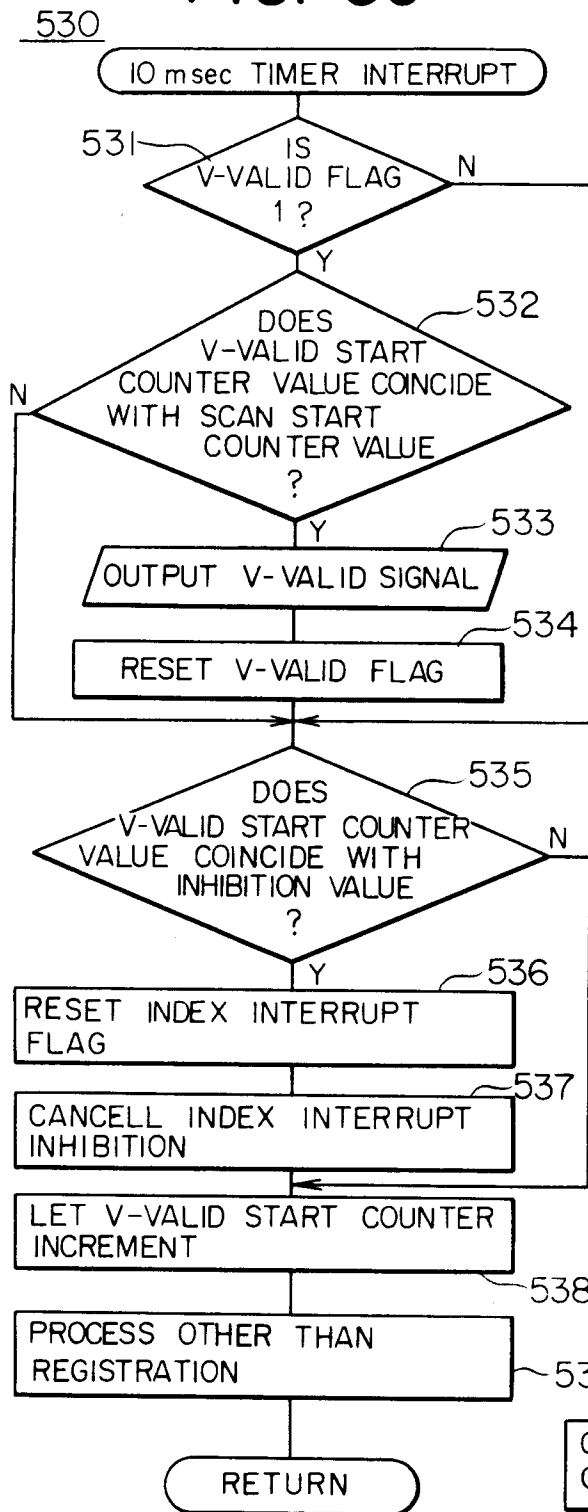 530
10 msec TIMER INTERRUPT
531
IS
V-VALID FLAG
1 ?
N
Y
532
DOES
V-VALID START
COUNTER VALUE COINCIDE
WITH SCAN START
COUNTER VALUE
?
N
Y
533
OUTPUT V-VALID SIGNAL
534
RESET V-VALID FLAG
535
DOES
V-VALID START COUNTER
VALUE COINCIDE WITH
INHIBITION VALUE
?
N
Y
536
RESET INDEX INTERRUPT
FLAG
537
CANCELL INDEX INTERRUPT
INHIBITION
LET V-VALID START COUNTER
INCREMENT
538
PROCESS OTHER THAN
REGISTRATION
RETURN